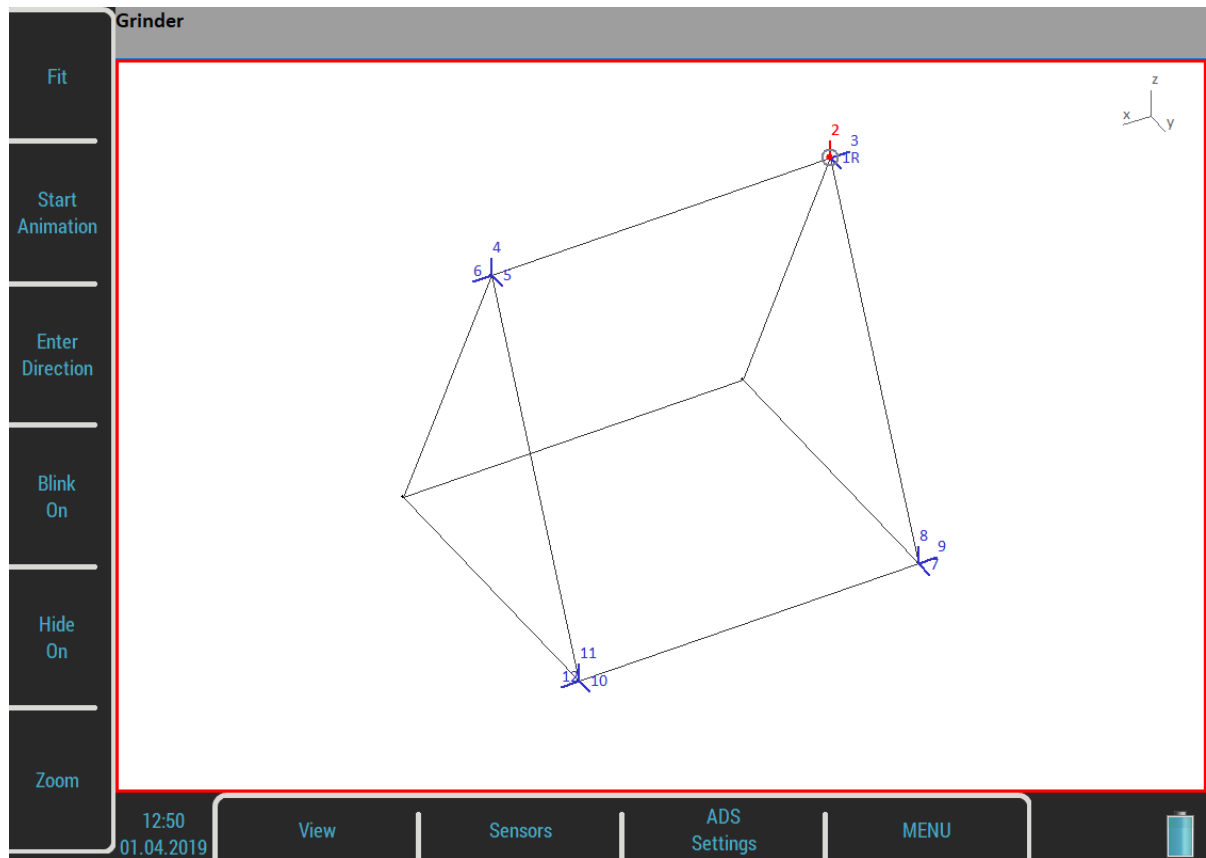 Grinder
Fit
Start
Animation
Enter
Direction
Blink
On
Hide
On
Zoom
z
x
y
2
3
1R
4
6
5
8
9
7
11
12
10
12:50
01.04.2019
View
Sensors
ADS
Settings
MENU